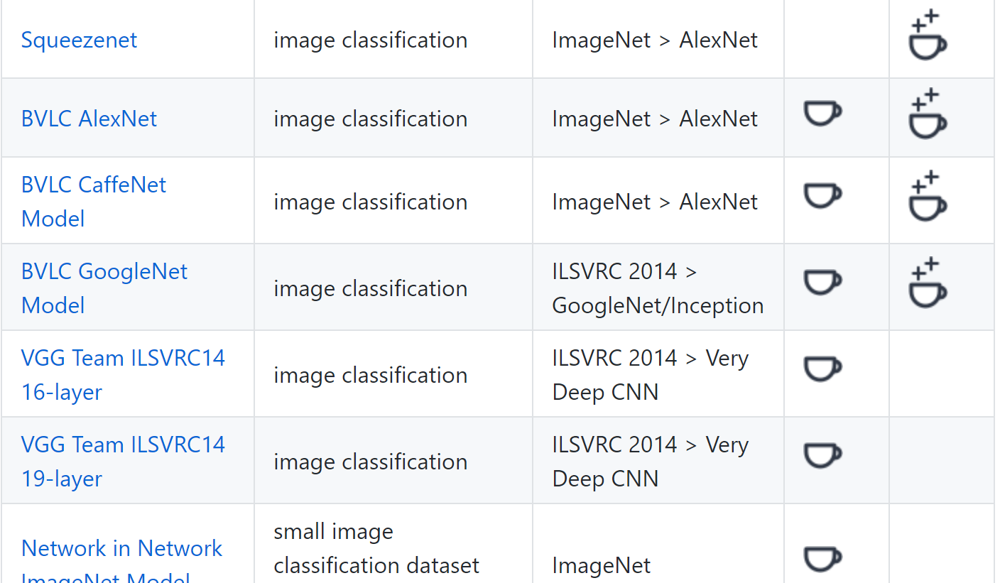 Squeezenet
image classification
ImageNet > AlexNet
BVLC AlexNet
image classification
ImageNet > AlexNet
BVLC CaffeNet
Model
image classification
ImageNet > AlexNet
BVLC GoogleNet
Model
image classification
ILSVRC 2014 >
GoogleNet/Inception
VGG Team ILSVRC14
16-layer
image classification
ILSVRC 2014 > Very
Deep CNN
VGG Team ILSVRC14
19-layer
image classification
ILSVRC 2014 > Very
Deep CNN
Network in Network
ImageNet Model
small image
classification dataset
ImageNet